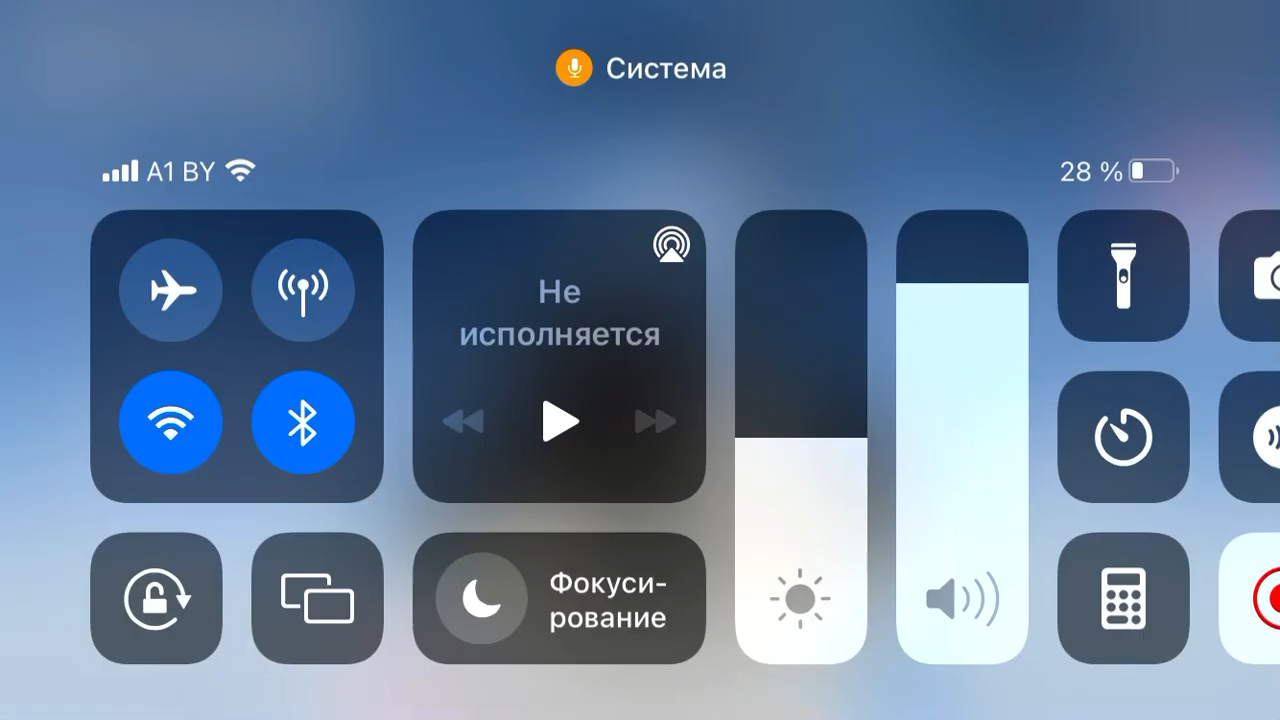 Система
A1 BY
28 %
Не
исполняется
Фокуси-
рование